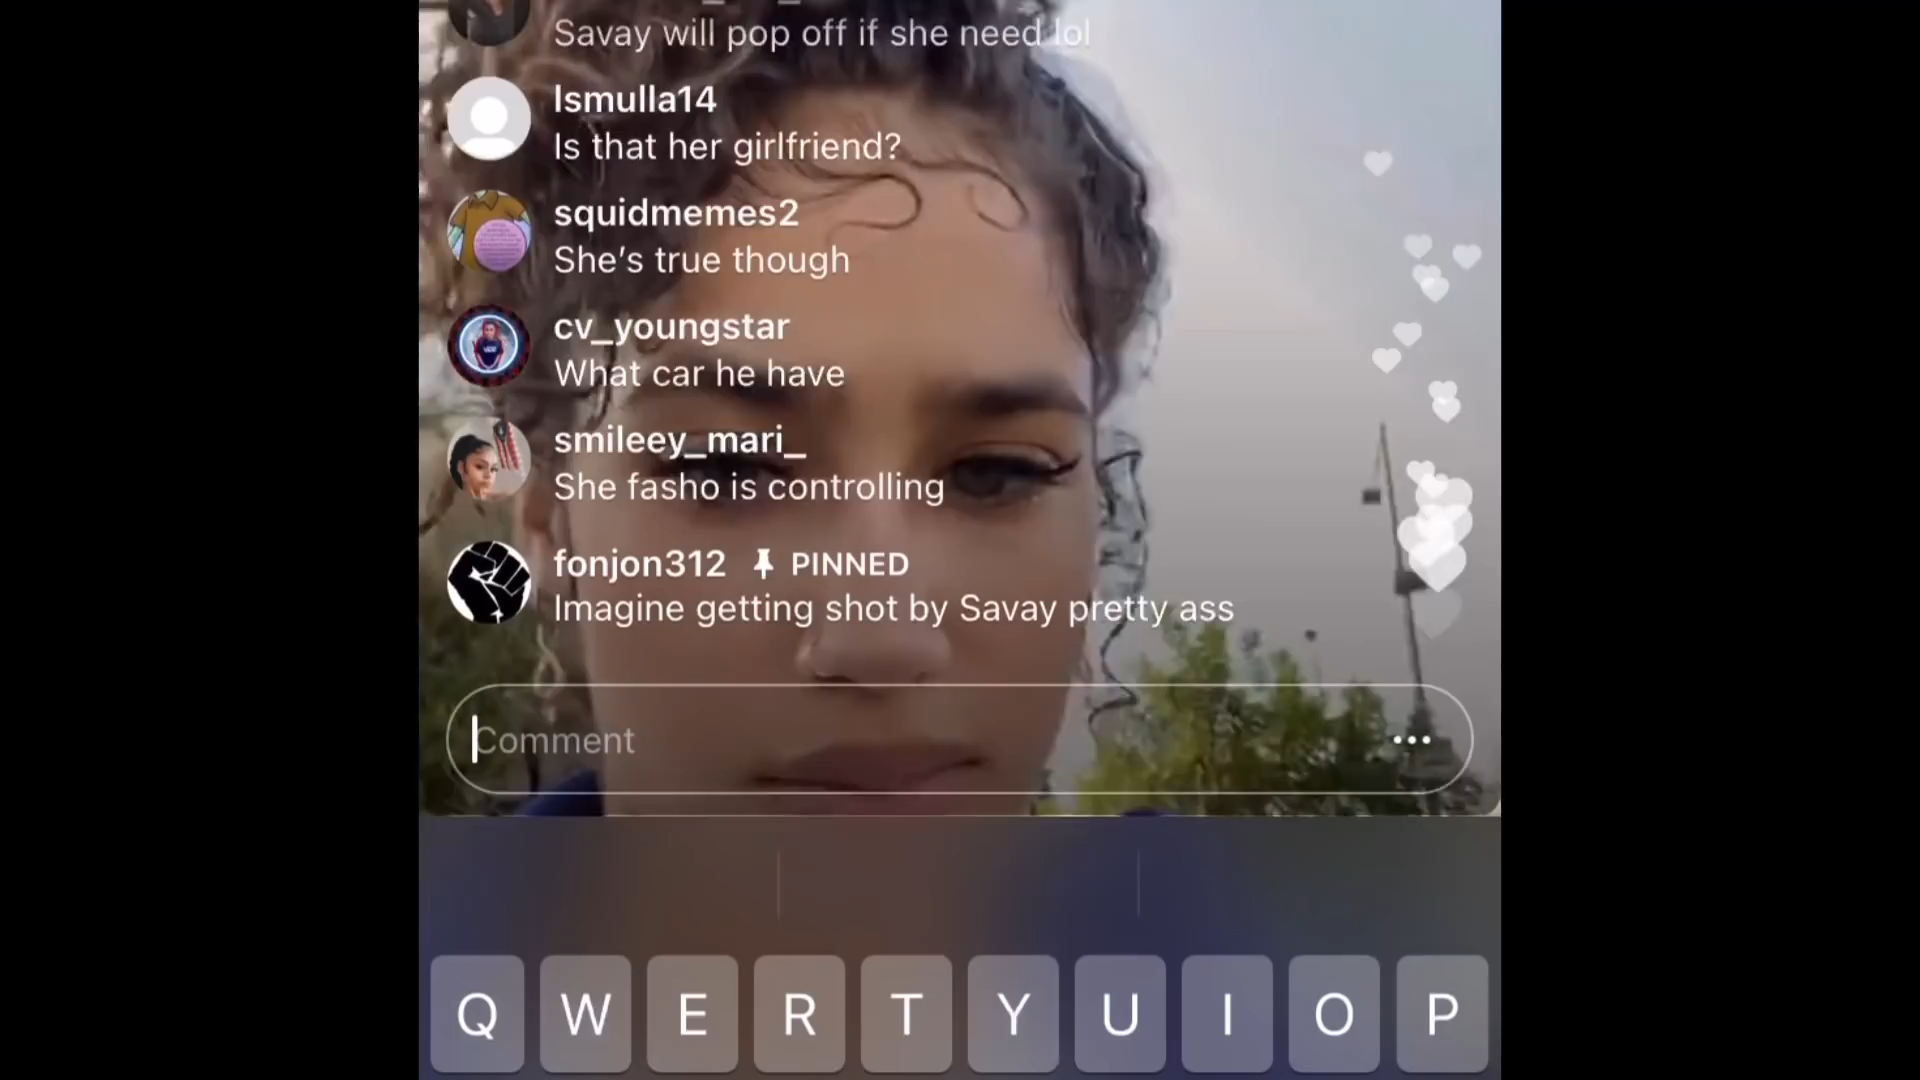 Savay will pop off if she need lol
lsmulla14
Is that her girlfriend?
squidmemes2
She's true though
cv_youngstar
What car he have
smileey_mari_
She fasho is controlling
fonjon312 PINNED
Imagine getting shot by Savay pretty ass
Comment
Q W E R T Y U I O P